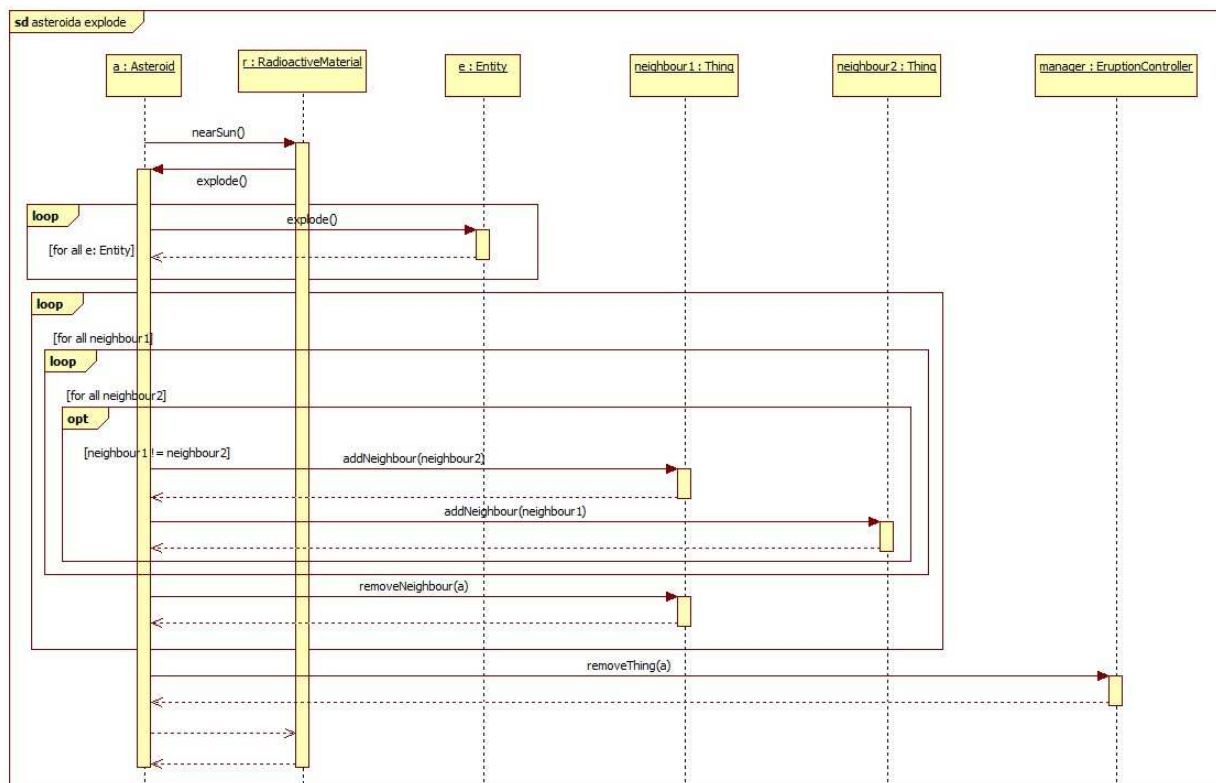 sd asteroida explode
a : Asteroid
r : RadioactiveMaterial
e : Entity
neighbour1 : Thing
neighbour2 : Thing
manager : EruptionController
nearSun()
explode()
loop
explode()
[for all e: Entity]
loop
[for all neighbour1]
loop
[for all neighbour2]
opt
[neighbour1 != neighbour2]
addNeighbour(neighbour2)
addNeighbour(neighbour1)
removeNeighbour(a)
removeThing(a)